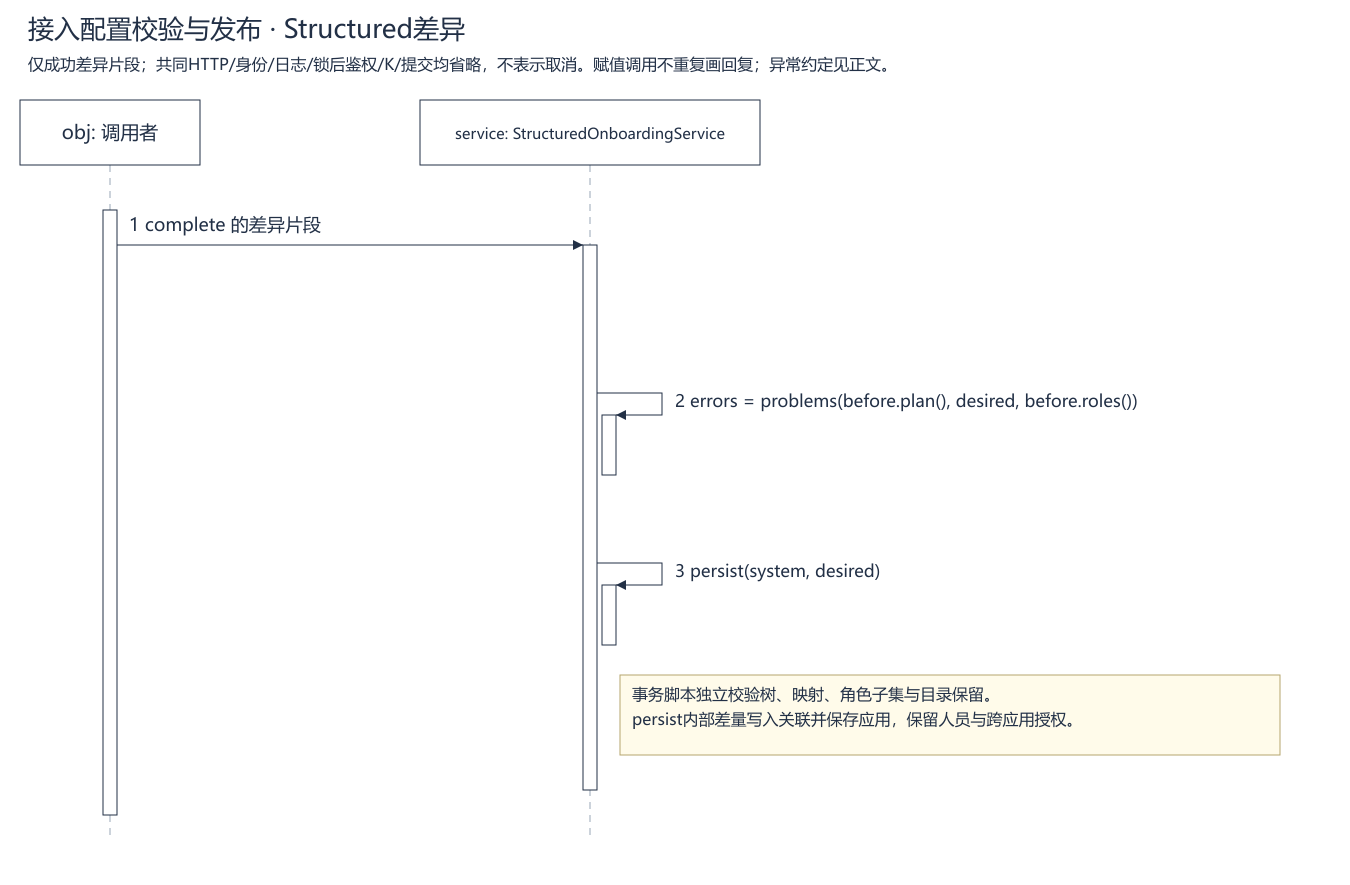 接入配置校验与发布 · Structured差异
仅成功差异片段；共同HTTP/身份/日志/锁后鉴权/K/提交均省略，不表示取消。赋值调用不重复画回复；异常约定见正文。
obj: 调用者
service: StructuredOnboardingService
1 complete 的差异片段
2 errors = problems(before.plan(), desired, before.roles())
3 persist(system, desired)
事务脚本独立校验树、映射、角色子集与目录保留。
persist内部差量写入关联并保存应用，保留人员与跨应用授权。